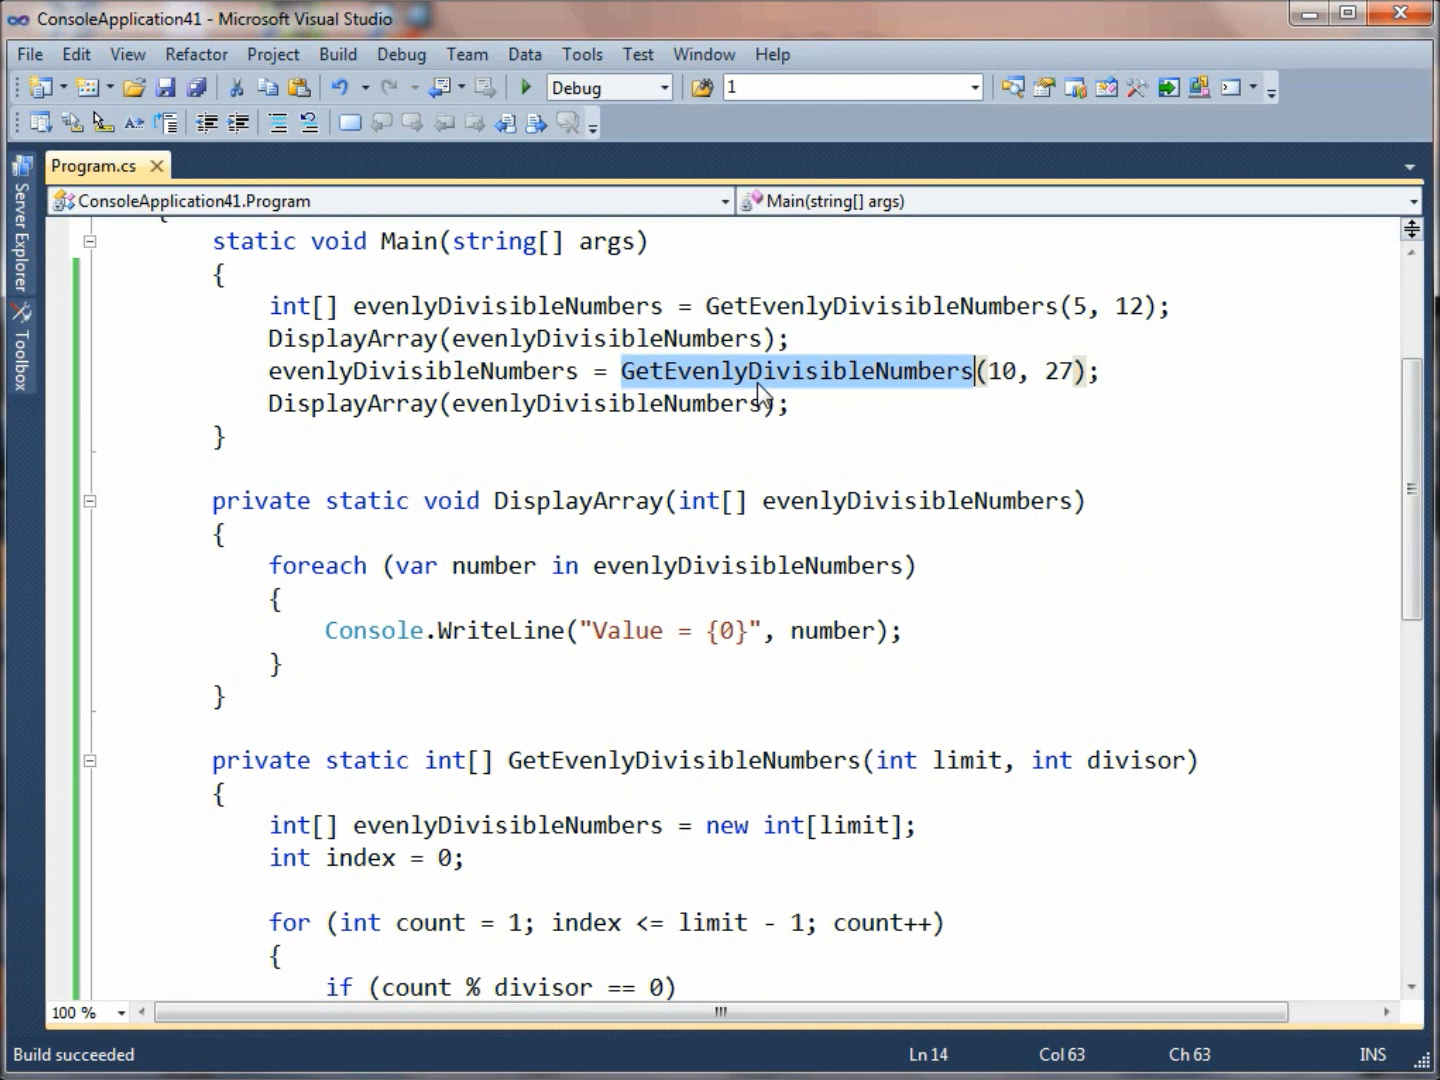 ConsoleApplication41 - Microsoft Visual Studio
File Edit View Refactor Project Build Debug Team Data Tools Test Window Help
Debug 1
Program.cs
ConsoleApplication41.Program Main(string[] args)
Server Explorer
Toolbox
{
static void Main(string[] args)
{
int[] evenlyDivisibleNumbers = GetEvenlyDivisibleNumbers(5, 12);
DisplayArray(evenlyDivisibleNumbers);
evenlyDivisibleNumbers = GetEvenlyDivisibleNumbers(10, 27);
DisplayArray(evenlyDivisibleNumbers);
}
private static void DisplayArray(int[] evenlyDivisibleNumbers)
{
foreach (var number in evenlyDivisibleNumbers)
{
Console.WriteLine("Value = {0}", number);
}
}
private static int[] GetEvenlyDivisibleNumbers(int limit, int divisor)
{
int[] evenlyDivisibleNumbers = new int[limit];
int index = 0;
for (int count = 1; index <= limit - 1; count++)
{
if (count % divisor == 0)
100 %
Build succeeded Ln 14 Col 63 Ch 63 INS